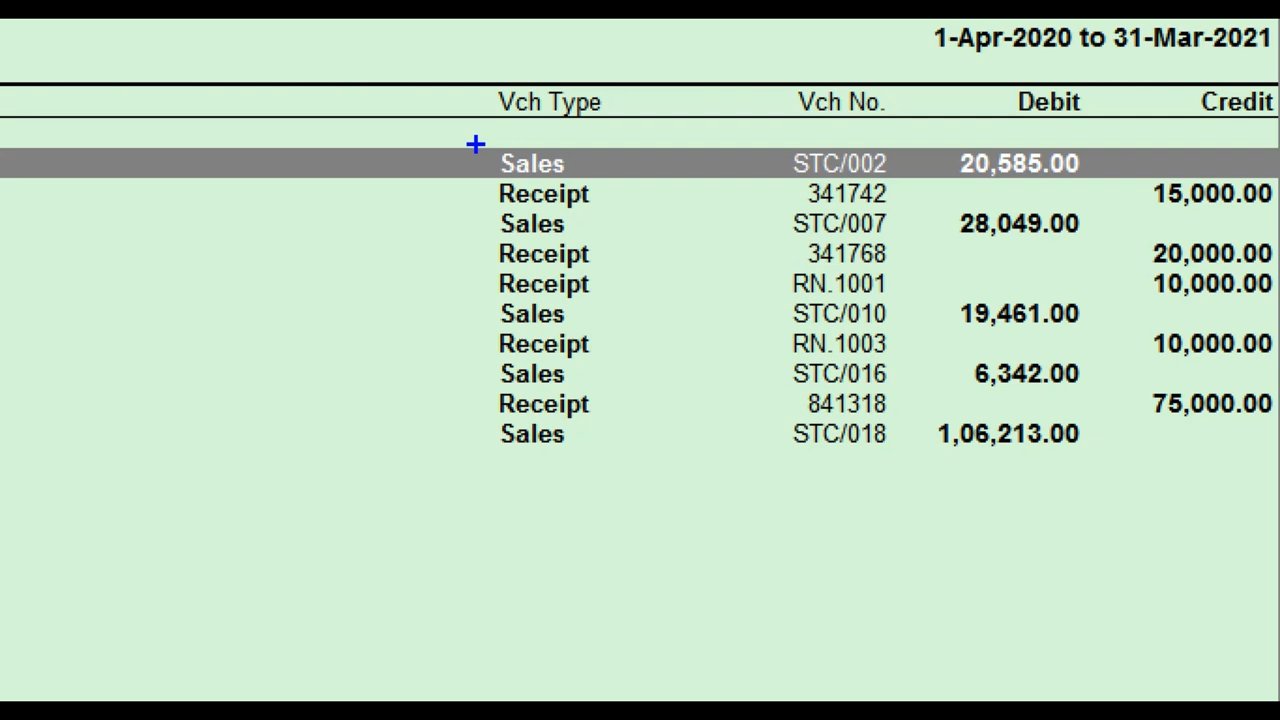 1-Apr-2020 to 31-Mar-2021
Vch Type Vch No. Debit Credit
Sales STC/002 20,585.00
Receipt 341742 15,000.00
Sales STC/007 28,049.00
Receipt 341768 20,000.00
Receipt RN.1001 10,000.00
Sales STC/010 19,461.00
Receipt RN.1003 10,000.00
Sales STC/016 6,342.00
Receipt 841318 75,000.00
Sales STC/018 1,06,213.00